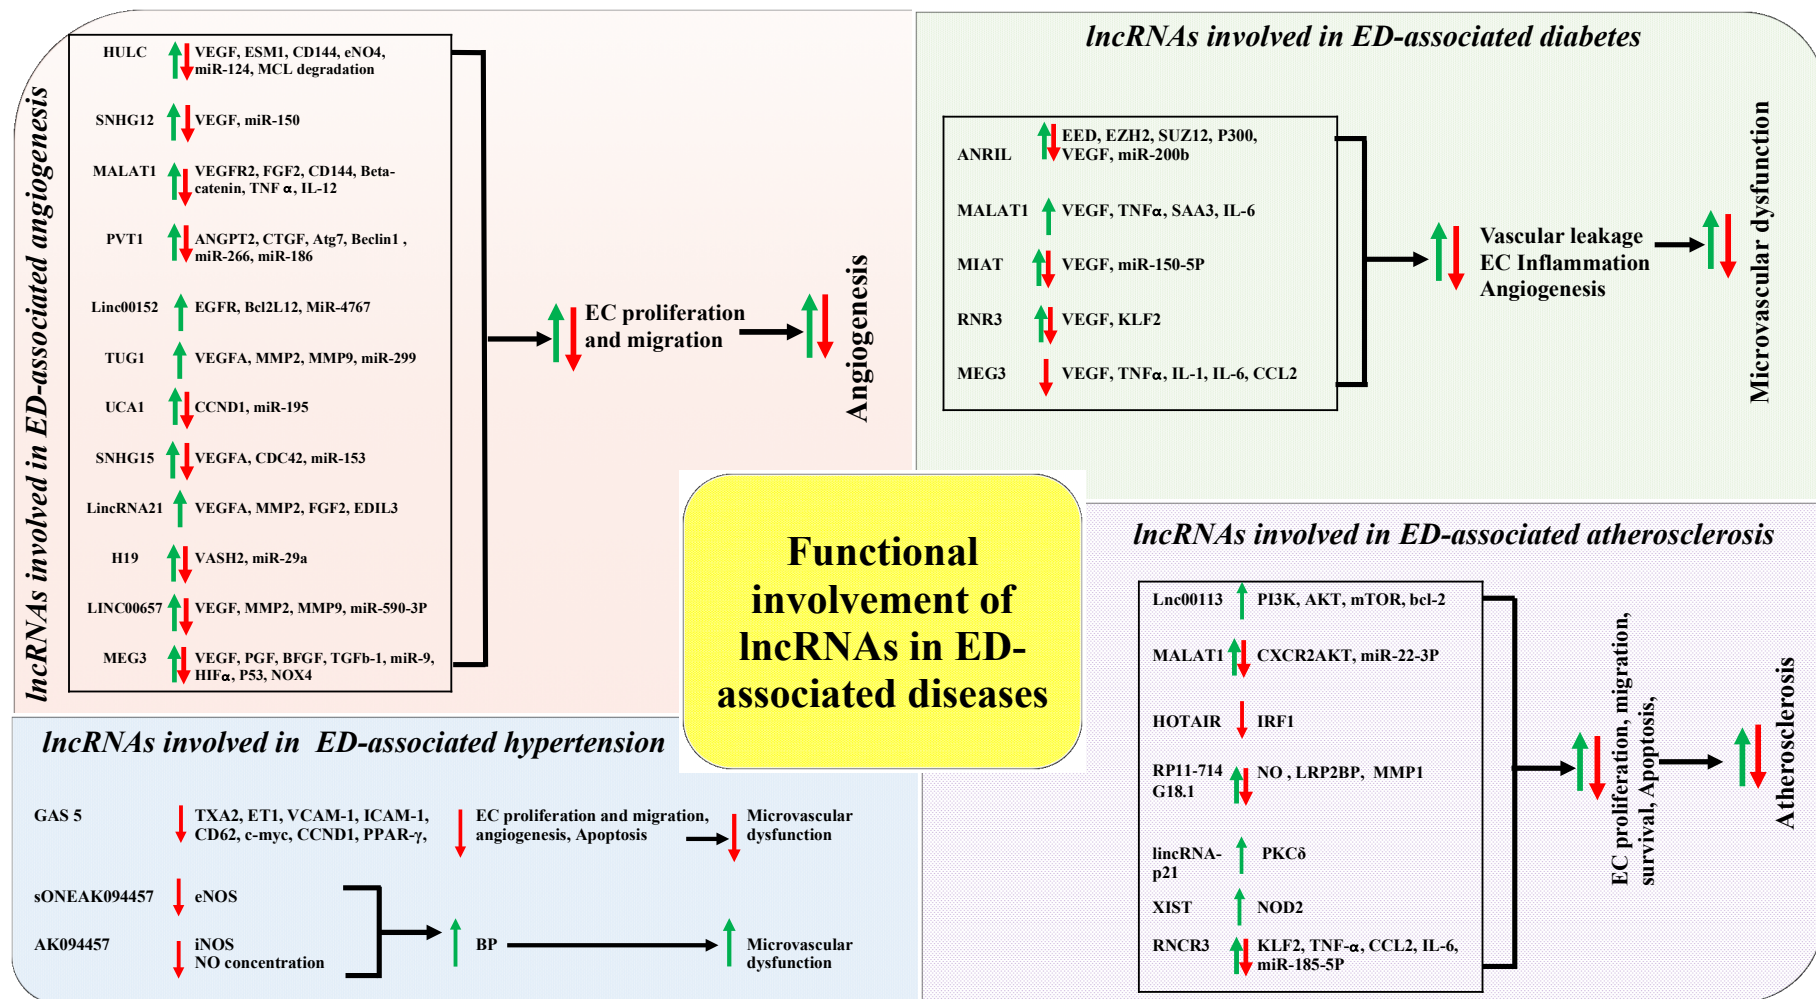 lncRNAs involved in ED-associated angiogenesis
HULC
VEGF, ESM1, CD144, eNO4,
miR-124, MCL degradation
SNHG12
VEGF, miR-150
MALAT1
VEGFR2, FGF2, CD144, Beta-
catenin, TNF α, IL-12
PVT1
ANGPT2, CTGF, Atg7, Beclin1 ,
miR-266, miR-186
Linc00152
EGFR, Bcl2L12, MiR-4767
TUG1
VEGFA, MMP2, MMP9, miR-299
UCA1
CCND1, miR-195
SNHG15
VEGFA, CDC42, miR-153
LincRNA21
VEGFA, MMP2, FGF2, EDIL3
H19
VASH2, miR-29a
LINC00657
VEGF, MMP2, MMP9, miR-590-3P
MEG3
VEGF, PGF, BFGF, TGFb-1, miR-9,
HIFα, P53, NOX4
EC proliferation
and migration
Angiogenesis
lncRNAs involved in ED-associated diabetes
ANRIL
EED, EZH2, SUZ12, P300,
VEGF, miR-200b
MALAT1
VEGF, TNFα, SAA3, IL-6
MIAT
VEGF, miR-150-5P
RNR3
VEGF, KLF2
MEG3
VEGF, TNFα, IL-1, IL-6, CCL2
Vascular leakage
EC Inflammation
Angiogenesis
Microvascular dysfunction
Functional
involvement of
lncRNAs in ED-
associated diseases
lncRNAs involved in ED-associated hypertension
GAS 5
TXA2, ET1, VCAM-1, ICAM-1,
CD62, c-myc, CCND1, PPAR-γ,
EC proliferation and migration,
angiogenesis, Apoptosis
Microvascular
dysfunction
sONEAK094457
eNOS
AK094457
iNOS
NO concentration
BP
Microvascular
dysfunction
lncRNAs involved in ED-associated atherosclerosis
Lnc00113
PI3K, AKT, mTOR, bcl-2
MALAT1
CXCR2AKT, miR-22-3P
HOTAIR
IRF1
RP11-714
G18.1
NO , LRP2BP, MMP1
lincRNA-
p21
PKCδ
XIST
NOD2
RNCR3
KLF2, TNF-α, CCL2, IL-6,
miR-185-5P
EC proliferation, migration,
survival, Apoptosis,
Atherosclerosis